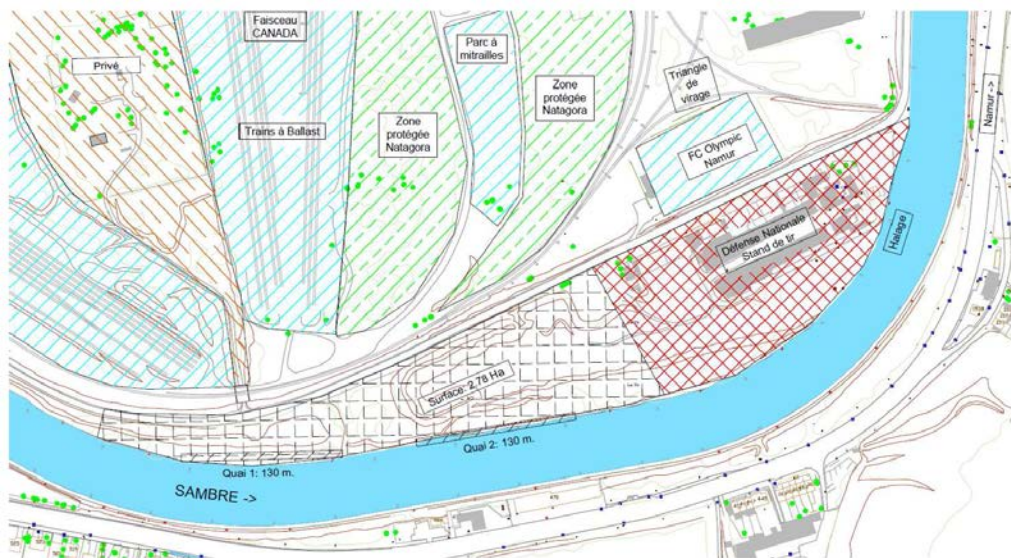 Faisceau
CANADA
Privé
Parc à
mitrailles
Zone
protégée
Natagora
Triangle
de
virage
Namur ->
Trains à Ballast
Zone
protégée
Natagora
FC Olympic
Namur
Défense Nationale
Stand de tir
Halage
Surface: 2,78 Ha
Quai 2: 130 m.
Quai 1: 130 m.
SAMBRE ->